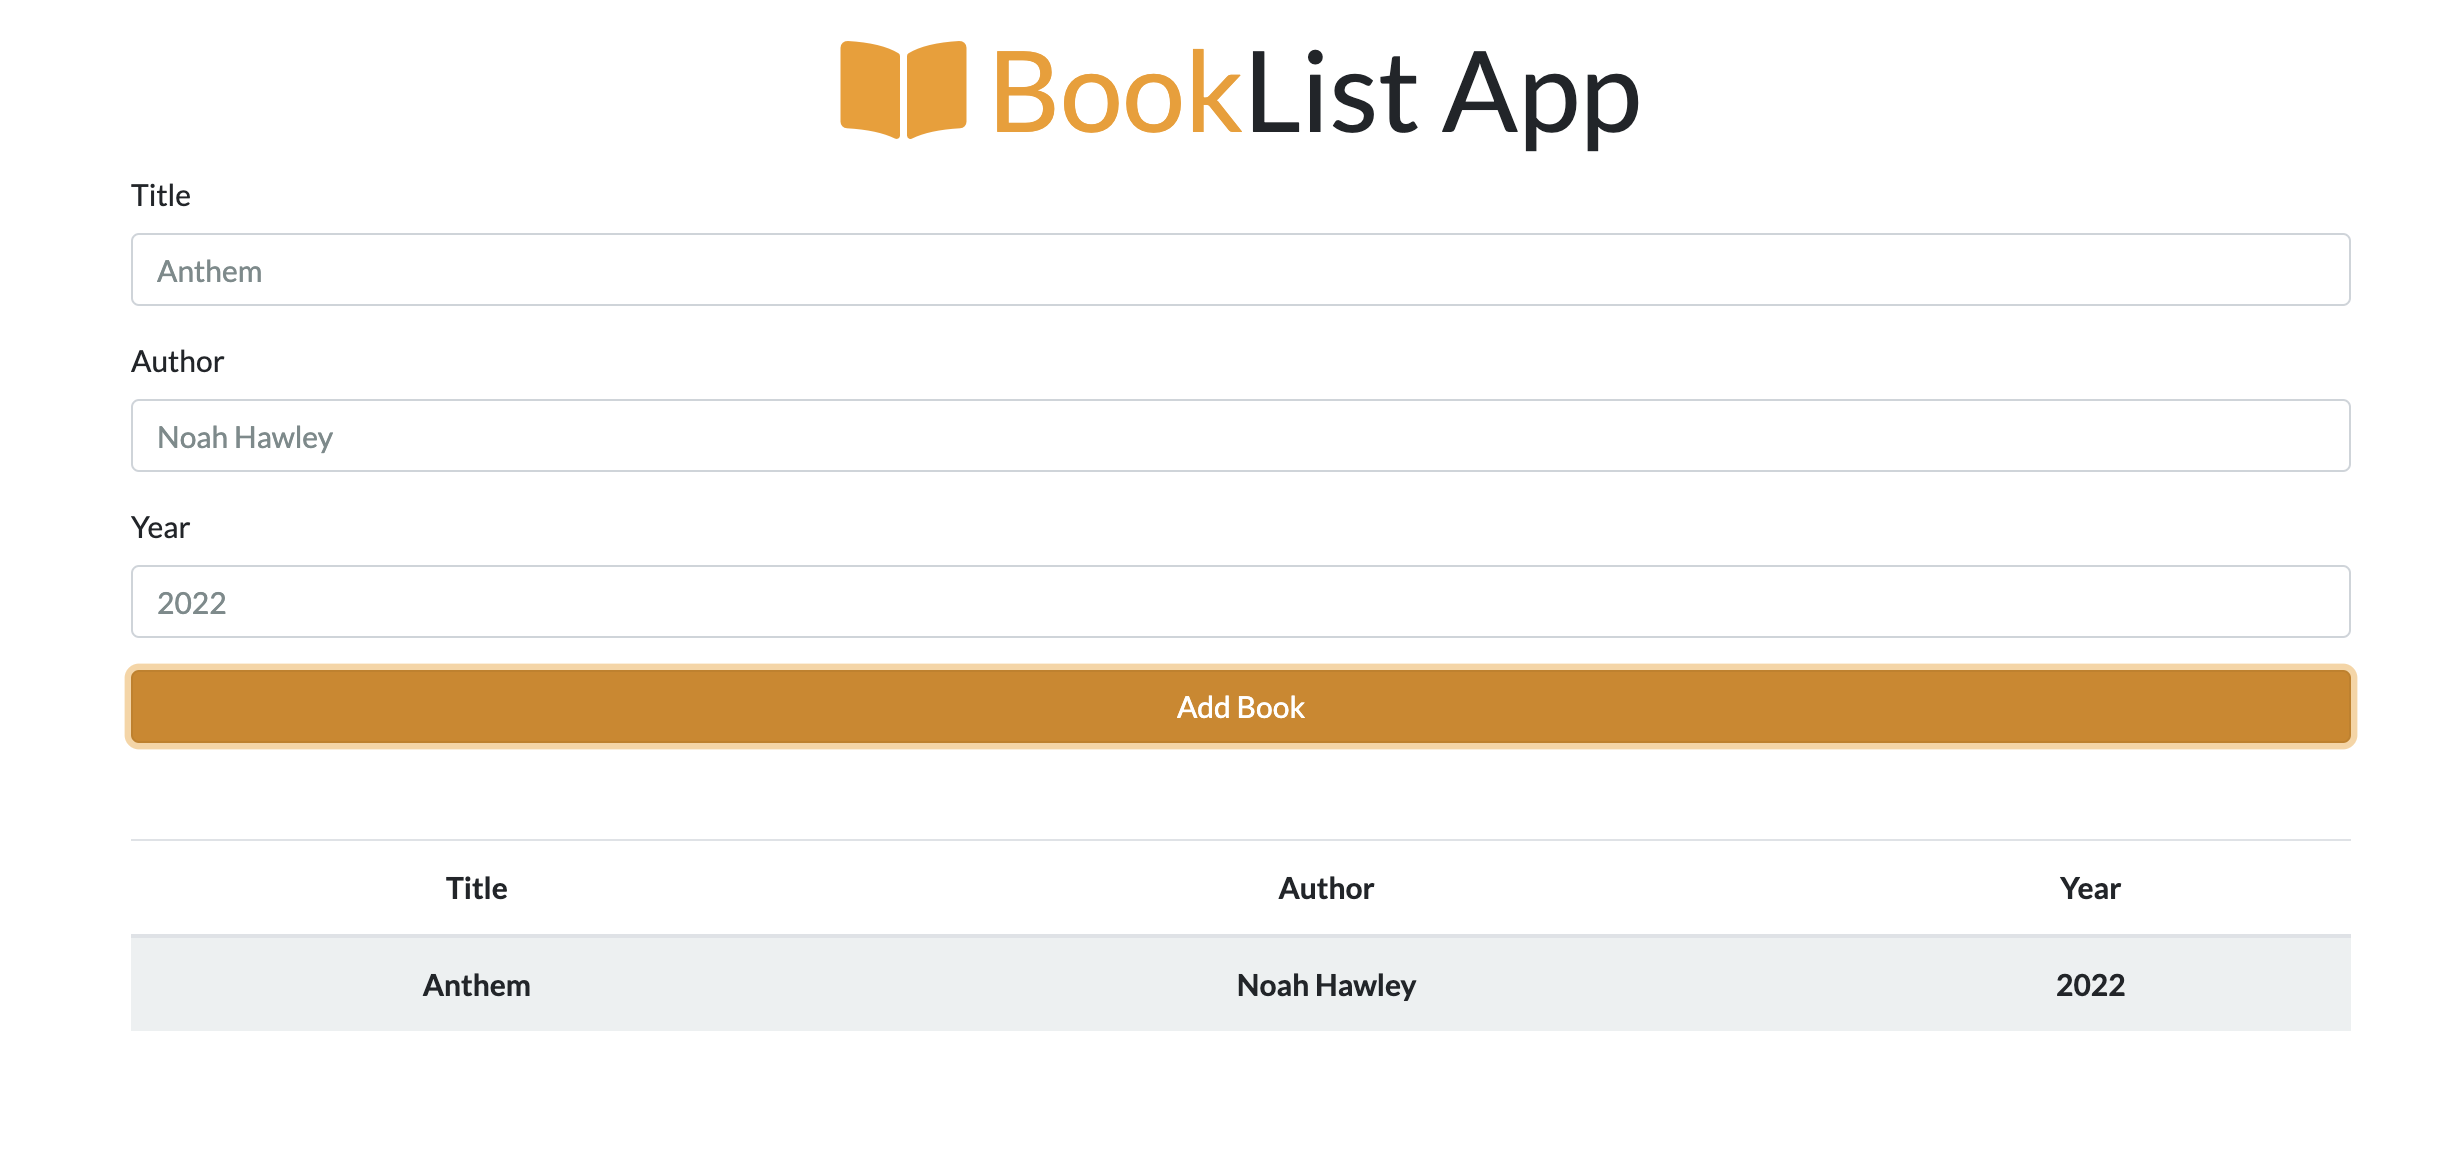 BookList App
Title
Anthem
Author
Noah Hawley
Year
2022
Add Book
Title Author Year
Anthem Noah Hawley 2022